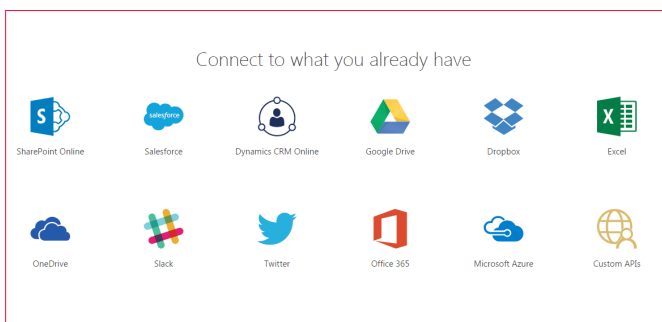 Connect to what you already have
S salesforce X
SharePoint Online Salesforce Dynamics CRM Online Google Drive Dropbox Excel
OneDrive Slack Twitter Office 365 Microsoft Azure Custom APIs